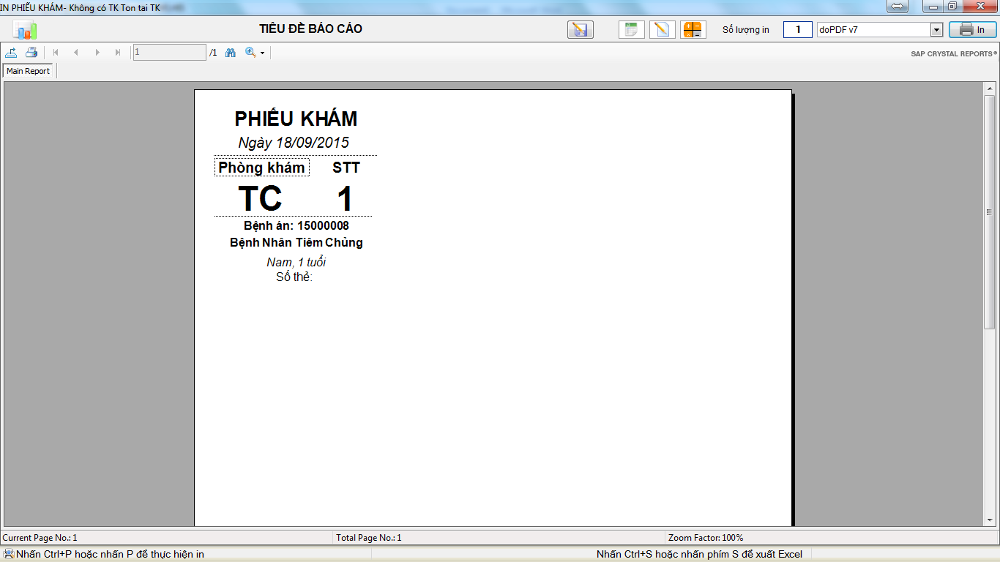 IN PHIẾU KHÁM- Không có TK Ton tai TK
TIÊU ĐỀ BÁO CÁO
Số lượng in 1 doPDF v7 In
1 /1
SAP CRYSTAL REPORTS®
Main Report
PHIẾU KHÁM
Ngày 18/09/2015
Phòng khám STT
TC 1
Bệnh án: 15000008
Bệnh Nhân Tiêm Chủng
Nam, 1 tuổi
Số thẻ:
Current Page No.: 1 Total Page No.: 1 Zoom Factor: 100%
Nhấn Ctrl+P hoặc nhấn P để thực hiện in Nhấn Ctrl+S hoặc nhấn phím S để xuất Excel